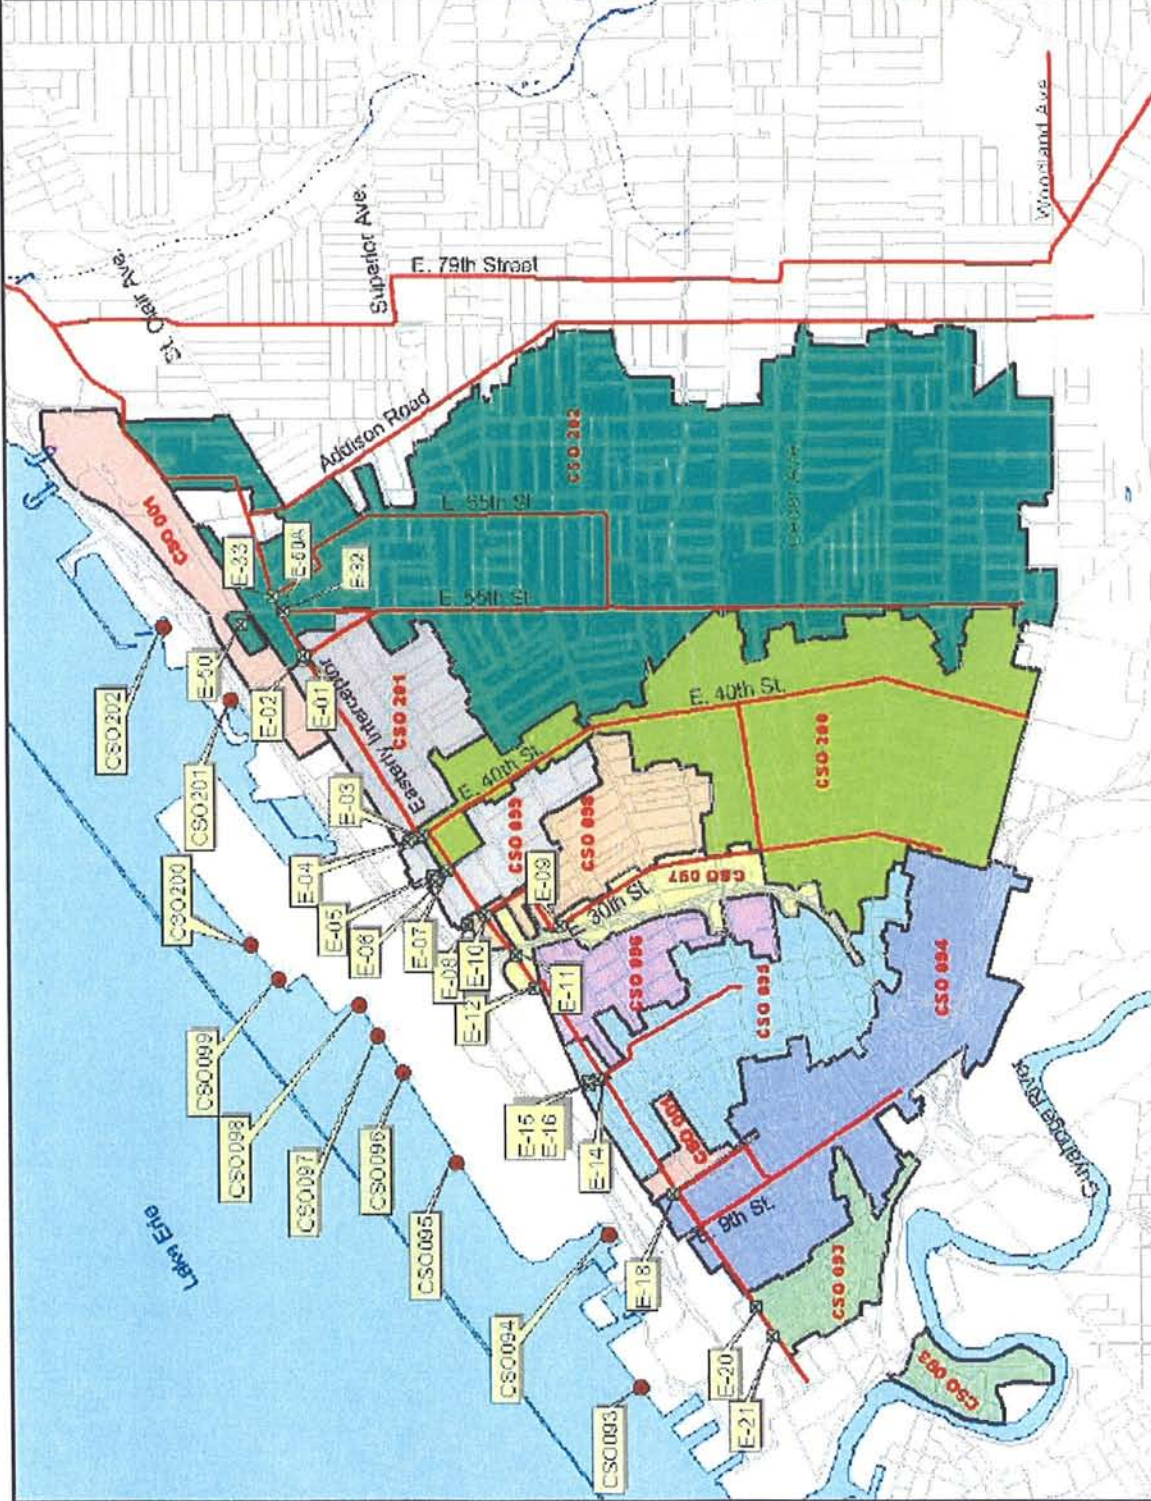 St. Clair Ave.
Superior Ave.
E. 79th Street
Woodland Ave
Addison Road
CSO 001
CSO 202
E. 55th St
E-33
E-50A
E-32
E. 55th St.
CSO202
E-50
E-02
E-01
CSO201
Easterly Interceptor
CSO 201
E. 40th St.
E. 40th St.
CSO 200
E-03
E-04
CSO 099
CSO 098
E-09
CSO 097
30th St.
CSO200
E-05
E-06
E-07
E-08
E-10
E-12
E-11
CSO 096
CSO 095
CSO 094
CSO099
CSO098
CSO097
CSO096
CSO095
E-15
E-16
E-14
CSO 001
Lake Erie
9th St.
E-18
CSO 093
CSO094
CSO093
E-20
E-21
CSO 093
Cuyahoga River